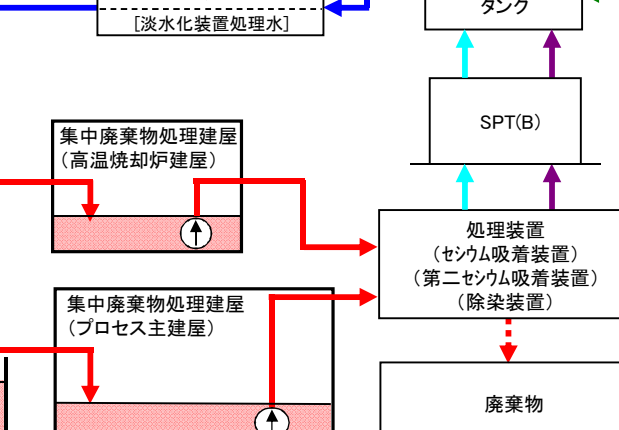 タンク
[淡水化装置処理水]
SPT(B)
集中廃棄物処理建屋
（高温焼却炉建屋）
処理装置
（セシウム吸着装置）
（第二セシウム吸着装置）
（除染装置）
集中廃棄物処理建屋
（プロセス主建屋）
廃棄物